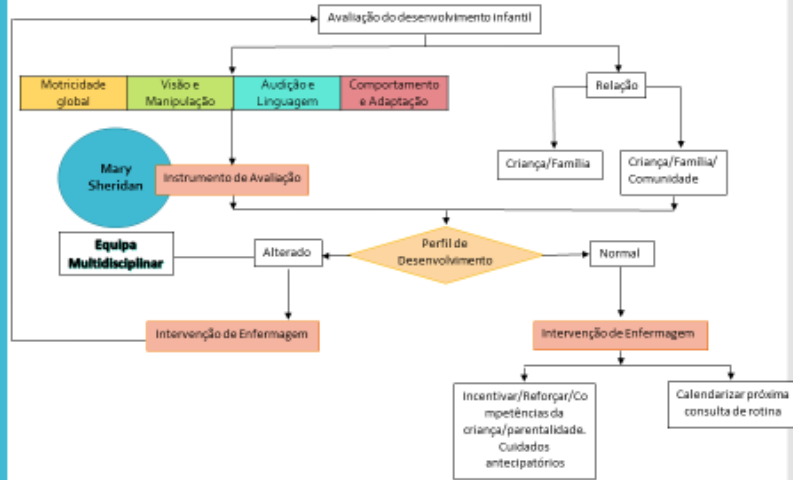 Avaliação do desenvolvimento infantil
Motricidade
global
Visão e
Manipulação
Audição e
Linguagem
Comportamento
e Adaptação
Relação
Criança/Família
Criança/Família/
Comunidade
Mary
Sheridan
Instrumento de Avaliação
Equipa
Multidisciplinar
Alterado
Perfil de
Desenvolvimento
Normal
Intervenção de Enfermagem
Intervenção de Enfermagem
Incentivar/Reforçar/Co
mpetências da
criança/parentalidade.
Cuidados
antecipatórios
Calendarizar próxima
consulta de rotina